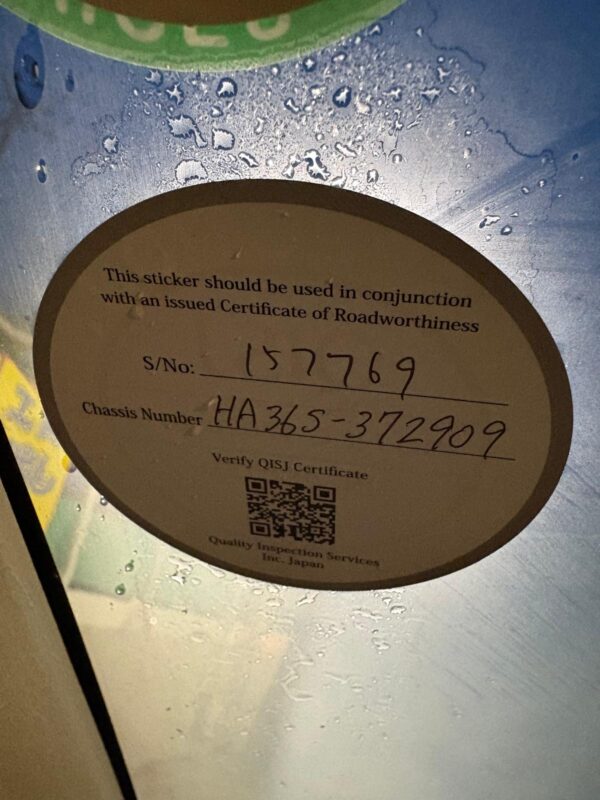 This sticker should be used in conjunction
with an issued Certificate of Roadworthiness
S/No: 157769
Chassis Number HA36S-372909
Verify QISJ Certificate
Quality Inspection Services
Inc. Japan